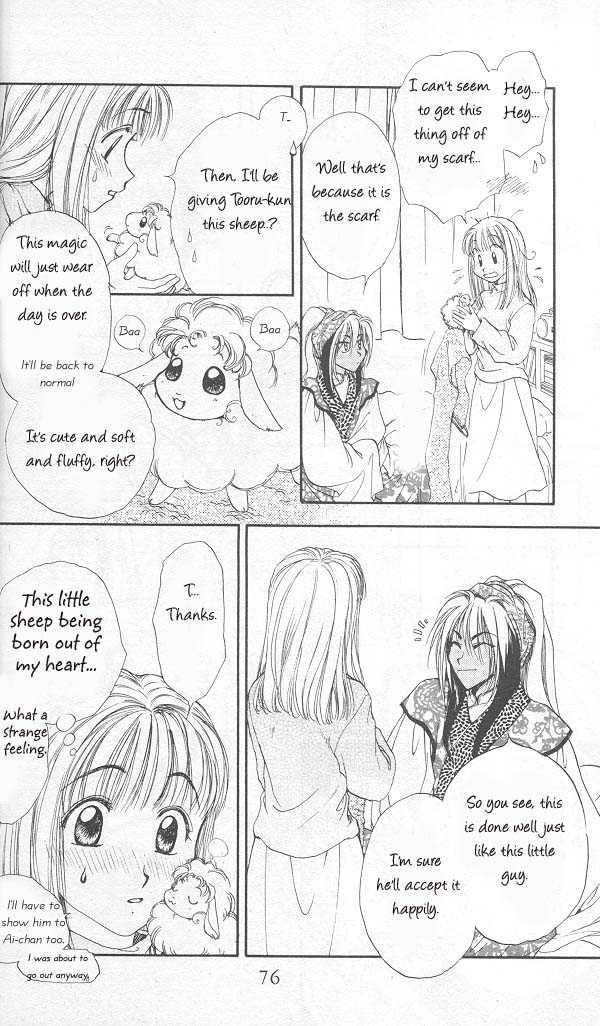 Hey...
Hey...
I can't seem
to get this
thing off of
my scarf...
Well that's
because it is
the scarf.
T..
Then, I'll be
giving Tooru-kun
this sheep.?
This magic
will just wear
off when the
day is over.
It'll be back to
normal
It's cute and soft
and fluffy, right?
Baa
Baa
So you see, this
is done well just
like this little
guy.
I'm sure
he'll accept it
happily.
T...
Thanks.
This little
sheep being
born out of
my heart...
What a
strange
feeling.
I'll have to
show him to
Ai-chan too.
I was about to
go out anyway.
76